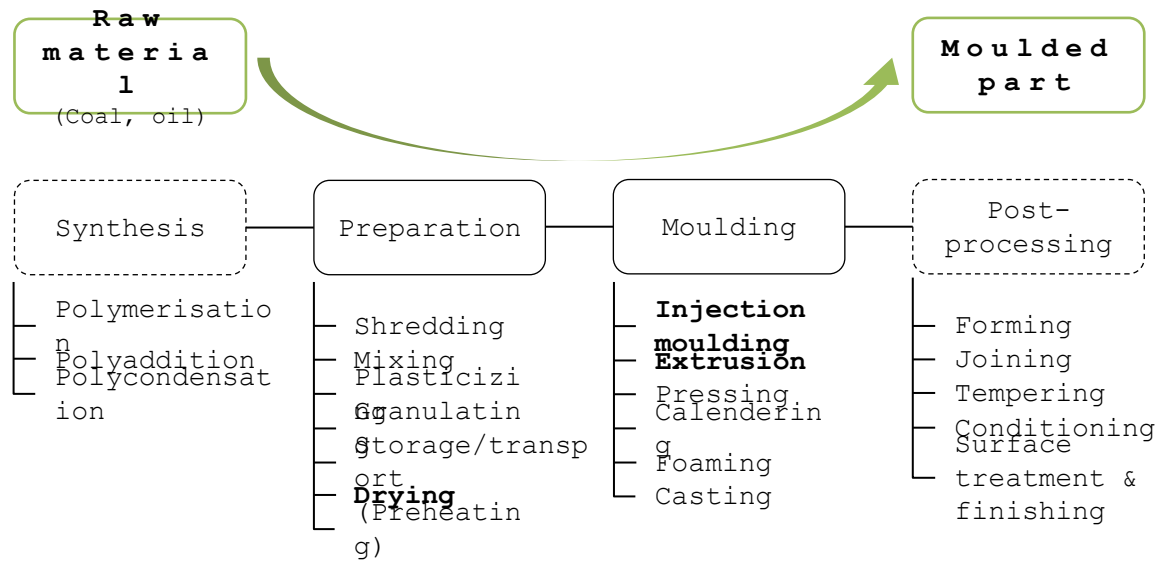 Raw
materia
l
(Coal, oil)
Moulded
part
Synthesis
Preparation
Moulding
Post-
processing
Polymerisatio
n
Polyaddition
Polycondensat
ion
Shredding
Mixing
Plasticizi
ng
Granulatin
g
Storage/transp
ort
Drying
(Preheatin
g)
Injection
moulding
Extrusion
Pressing
Calenderin
g
Foaming
Casting
Forming
Joining
Tempering
Conditioning
Surface
treatment &
finishing